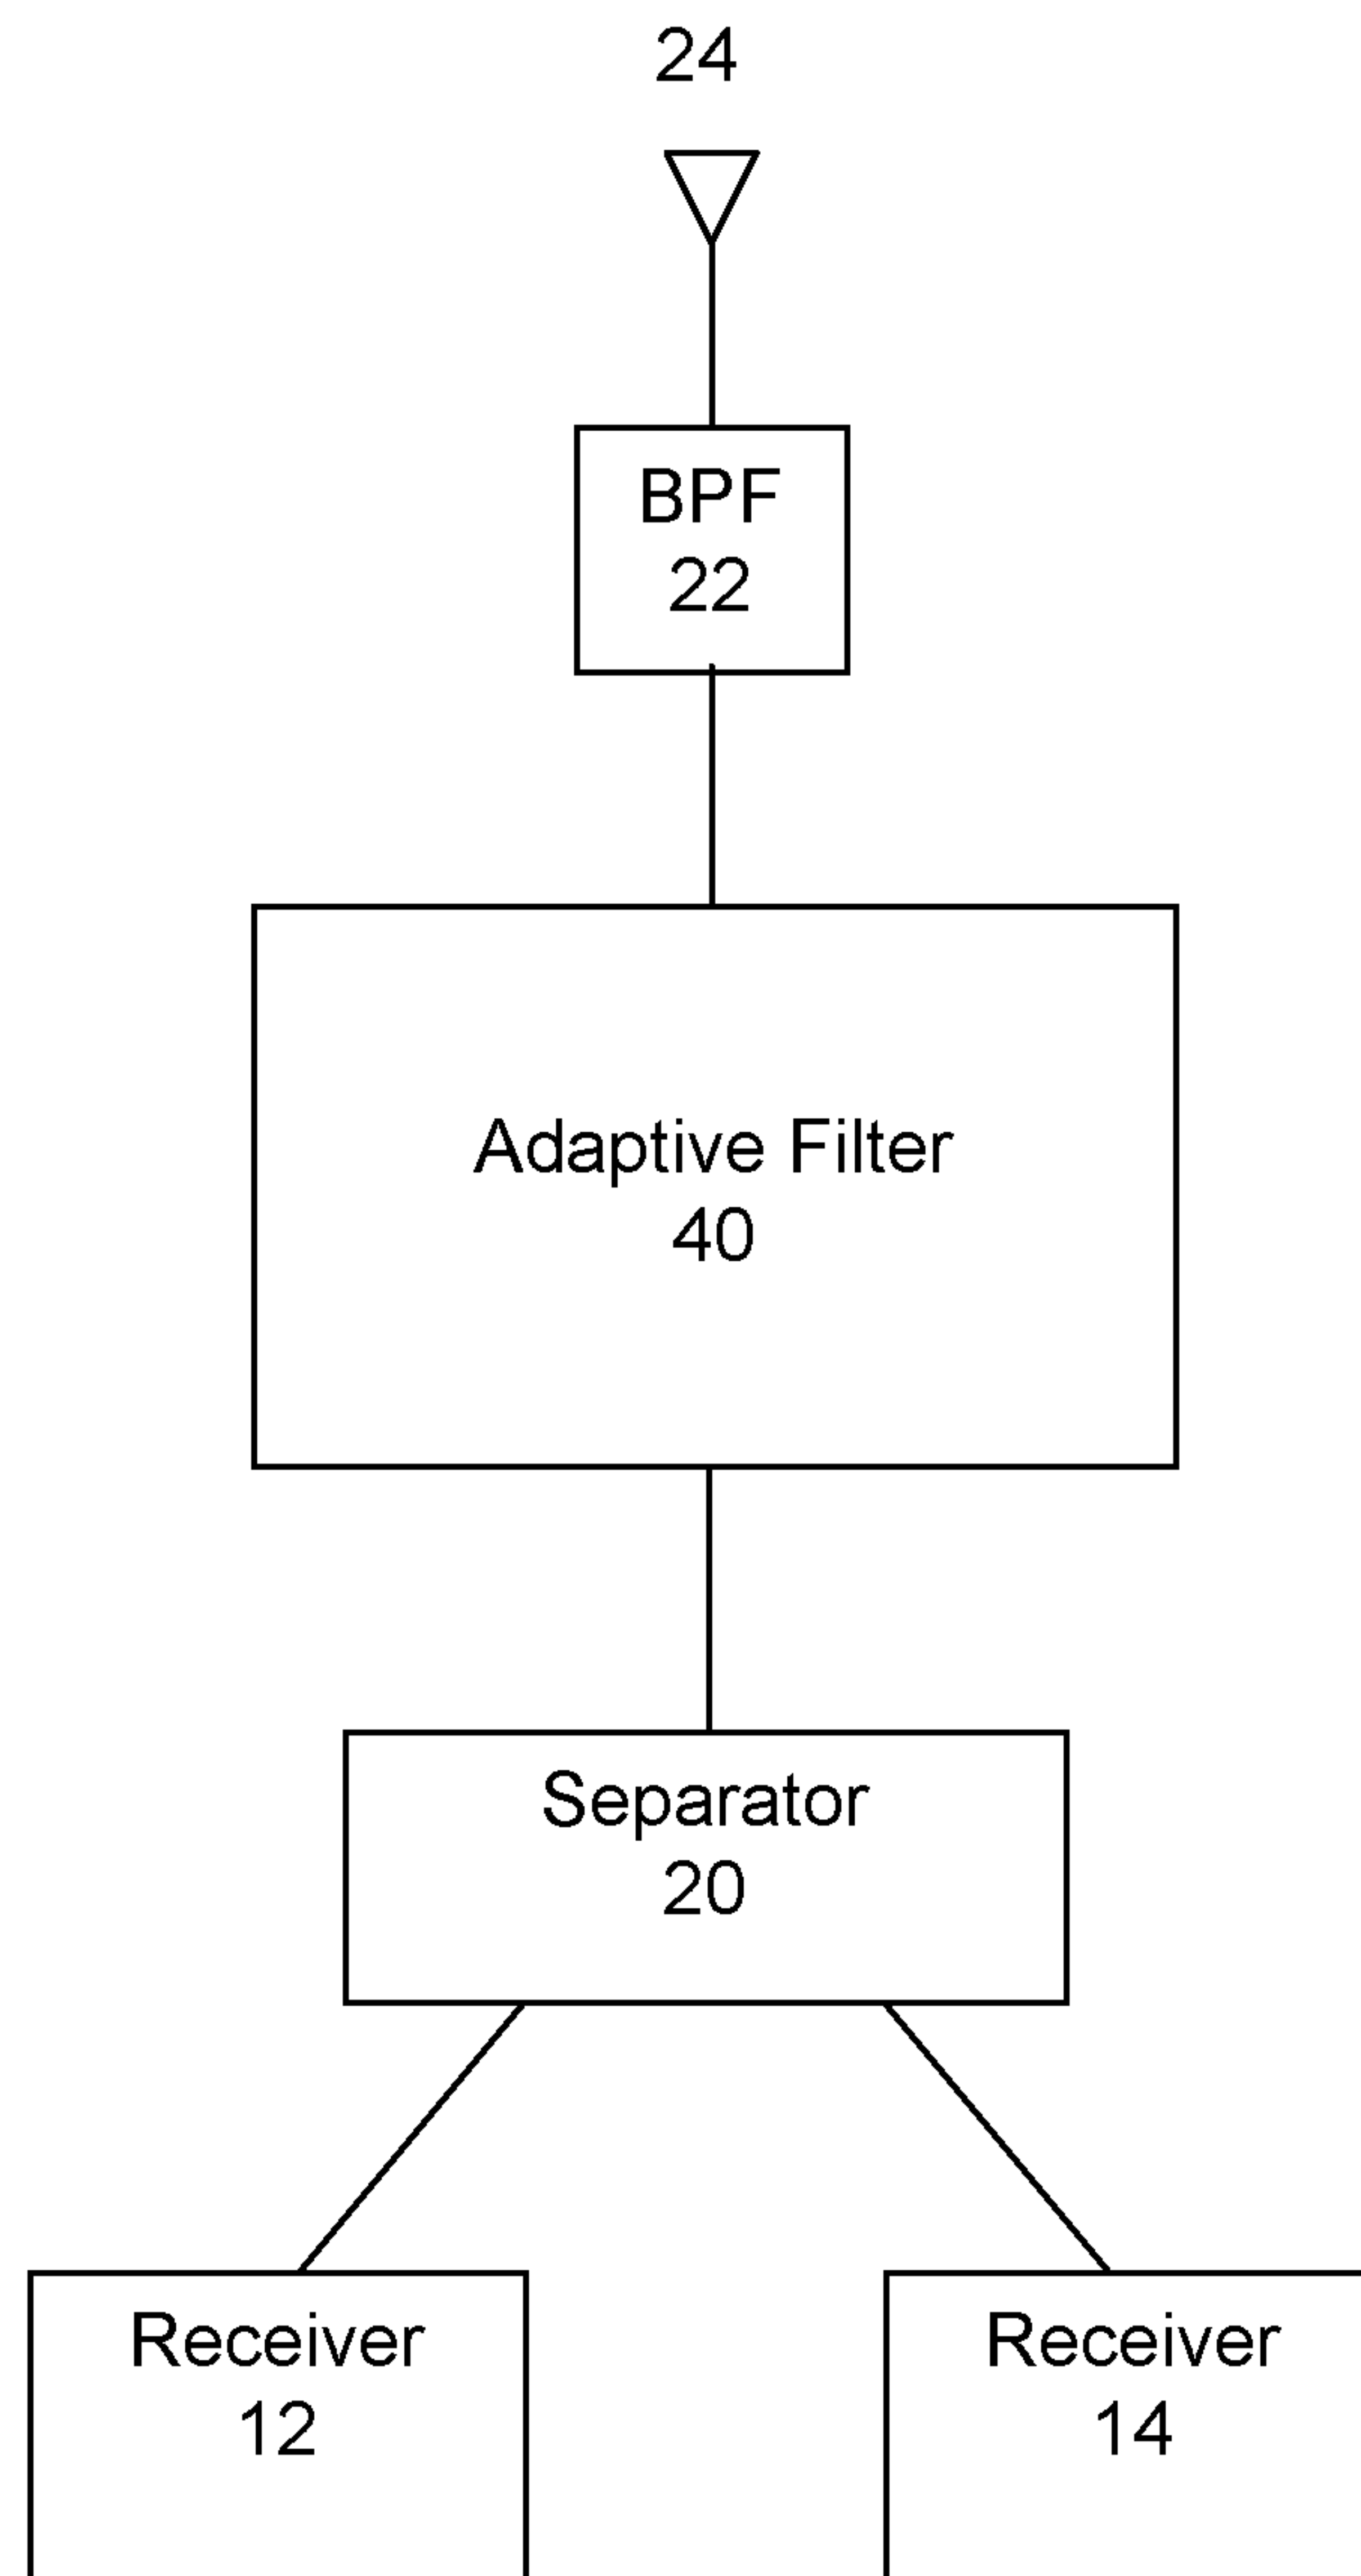 24
BPF
22
Adaptive Filter
40
Separator
20
Receiver
12
Receiver
14